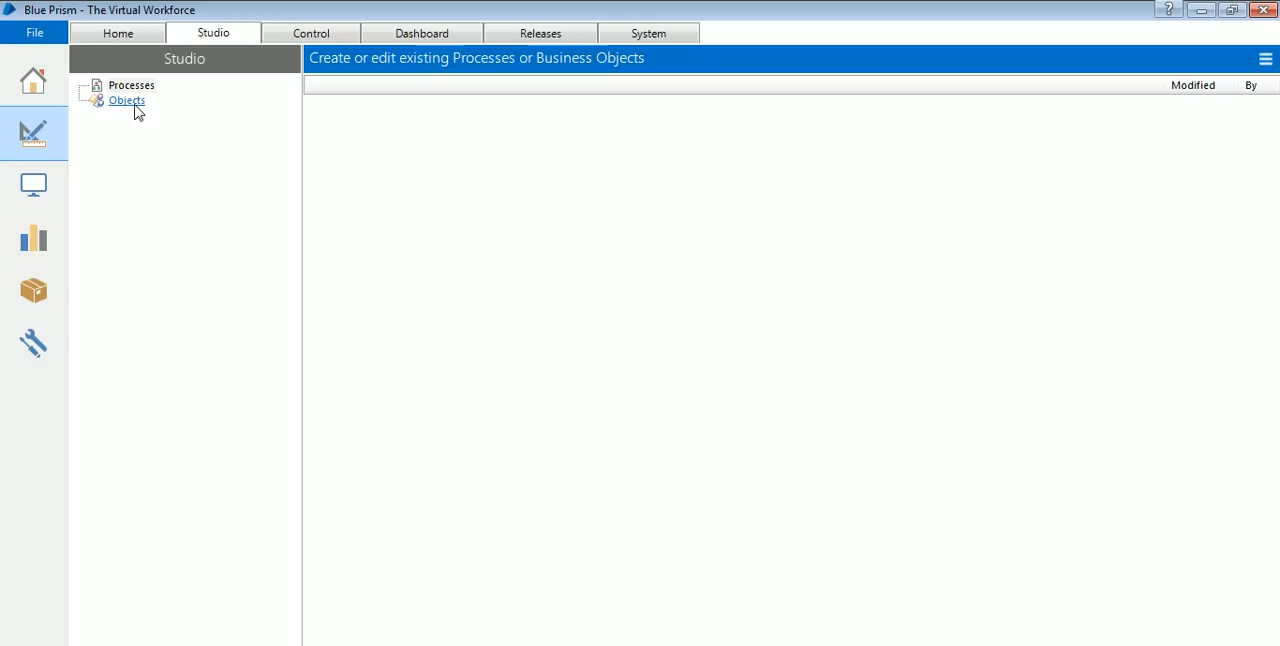 Blue Prism - The Virtual Workforce
?
File
Home
Studio
Control
Dashboard
Releases
System
Studio
Create or edit existing Processes or Business Objects
Processes
Objects
Modified
By